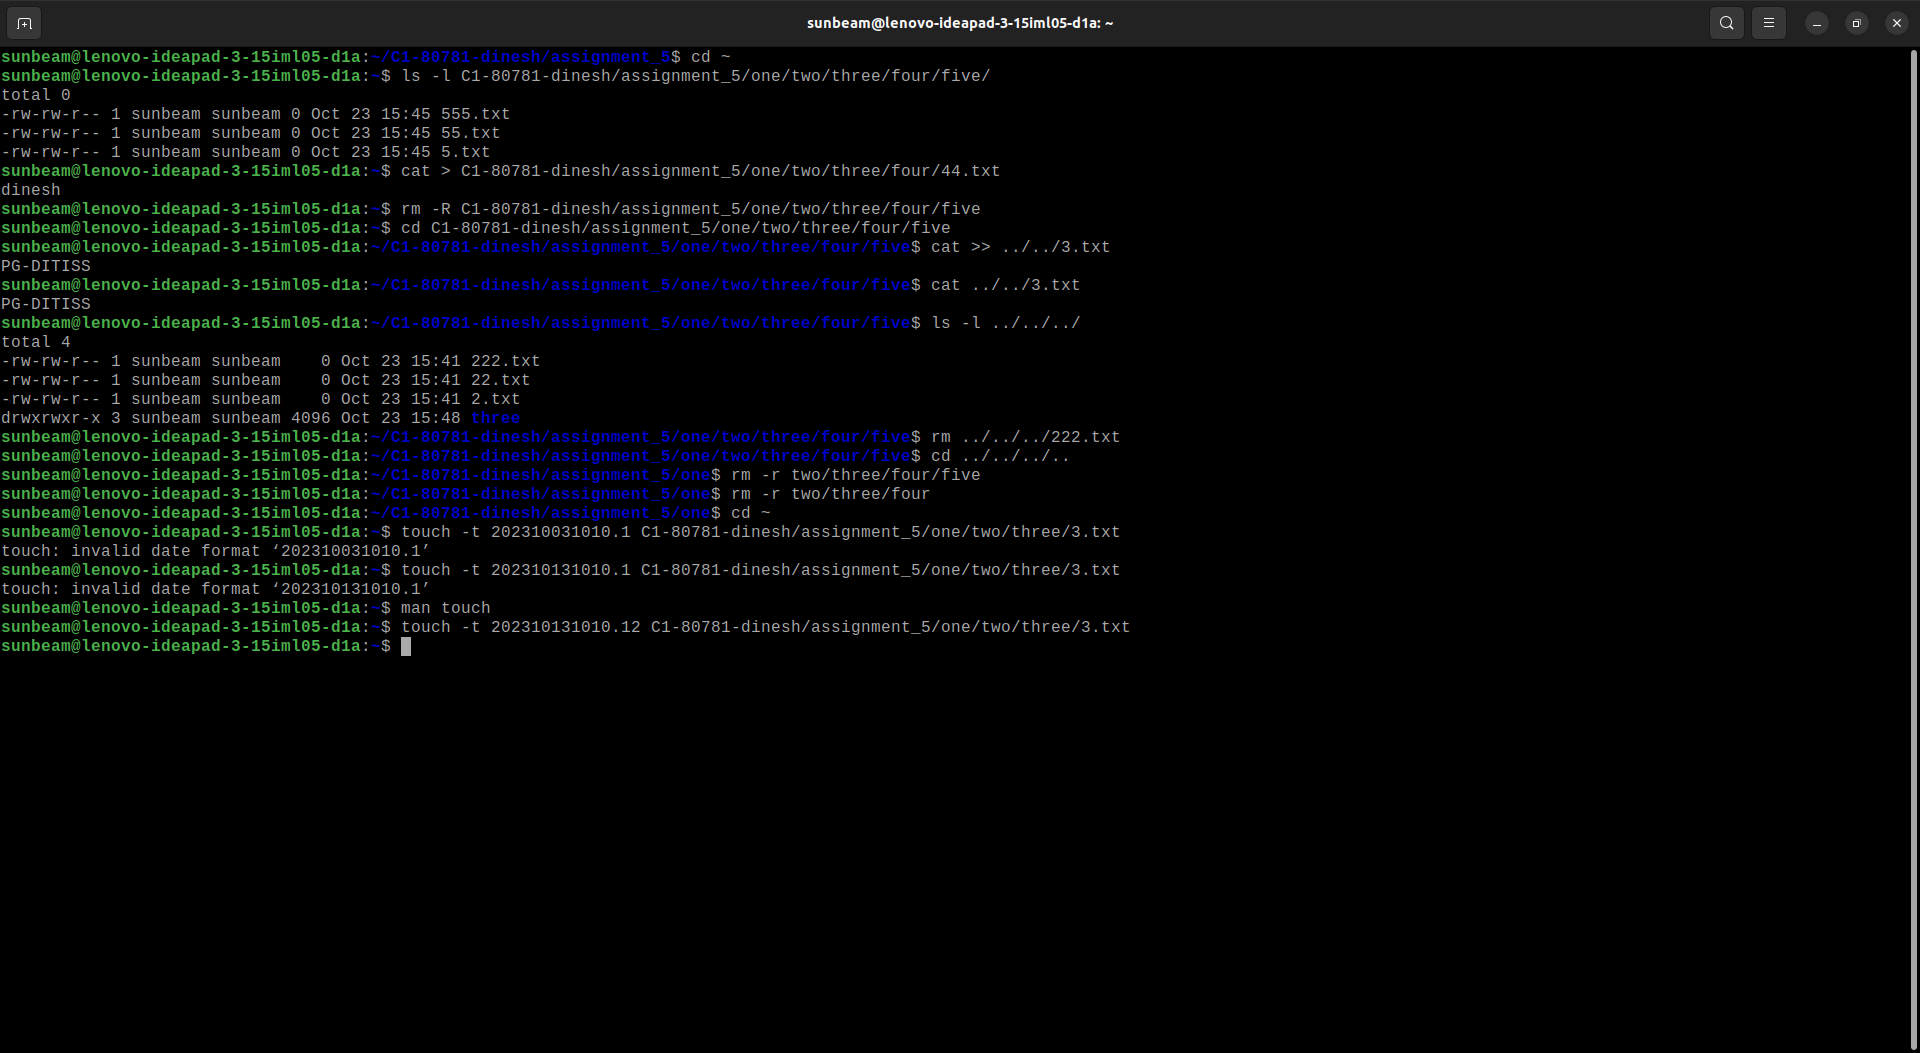 sunbeam@lenovo-ideapad-3-15iml05-d1a: ~
sunbeam@lenovo-ideapad-3-15iml05-d1a:~/C1-80781-dinesh/assignment_5$ cd ~
sunbeam@lenovo-ideapad-3-15iml05-d1a:~$ ls -l C1-80781-dinesh/assignment_5/one/two/three/four/five/
total 0
-rw-rw-r-- 1 sunbeam sunbeam 0 Oct 23 15:45 555.txt
-rw-rw-r-- 1 sunbeam sunbeam 0 Oct 23 15:45 55.txt
-rw-rw-r-- 1 sunbeam sunbeam 0 Oct 23 15:45 5.txt
sunbeam@lenovo-ideapad-3-15iml05-d1a:~$ cat > C1-80781-dinesh/assignment_5/one/two/three/four/44.txt
dinesh
sunbeam@lenovo-ideapad-3-15iml05-d1a:~$ rm -R C1-80781-dinesh/assignment_5/one/two/three/four/five
sunbeam@lenovo-ideapad-3-15iml05-d1a:~$ cd C1-80781-dinesh/assignment_5/one/two/three/four/five
sunbeam@lenovo-ideapad-3-15iml05-d1a:~/C1-80781-dinesh/assignment_5/one/two/three/four/five$ cat >> ../../3.txt
PG-DITISS
sunbeam@lenovo-ideapad-3-15iml05-d1a:~/C1-80781-dinesh/assignment_5/one/two/three/four/five$ cat ../../3.txt
PG-DITISS
sunbeam@lenovo-ideapad-3-15iml05-d1a:~/C1-80781-dinesh/assignment_5/one/two/three/four/five$ ls -l ../../../
total 4
-rw-rw-r-- 1 sunbeam sunbeam    0 Oct 23 15:41 222.txt
-rw-rw-r-- 1 sunbeam sunbeam    0 Oct 23 15:41 22.txt
-rw-rw-r-- 1 sunbeam sunbeam    0 Oct 23 15:41 2.txt
drwxrwxr-x 3 sunbeam sunbeam 4096 Oct 23 15:48 three
sunbeam@lenovo-ideapad-3-15iml05-d1a:~/C1-80781-dinesh/assignment_5/one/two/three/four/five$ rm ../../../222.txt
sunbeam@lenovo-ideapad-3-15iml05-d1a:~/C1-80781-dinesh/assignment_5/one/two/three/four/five$ cd ../../../..
sunbeam@lenovo-ideapad-3-15iml05-d1a:~/C1-80781-dinesh/assignment_5/one$ rm -r two/three/four/five
sunbeam@lenovo-ideapad-3-15iml05-d1a:~/C1-80781-dinesh/assignment_5/one$ rm -r two/three/four
sunbeam@lenovo-ideapad-3-15iml05-d1a:~/C1-80781-dinesh/assignment_5/one$ cd ~
sunbeam@lenovo-ideapad-3-15iml05-d1a:~$ touch -t 202310031010.1 C1-80781-dinesh/assignment_5/one/two/three/3.txt
touch: invalid date format ‘202310031010.1’
sunbeam@lenovo-ideapad-3-15iml05-d1a:~$ touch -t 202310131010.1 C1-80781-dinesh/assignment_5/one/two/three/3.txt
touch: invalid date format ‘202310131010.1’
sunbeam@lenovo-ideapad-3-15iml05-d1a:~$ man touch
sunbeam@lenovo-ideapad-3-15iml05-d1a:~$ touch -t 202310131010.12 C1-80781-dinesh/assignment_5/one/two/three/3.txt
sunbeam@lenovo-ideapad-3-15iml05-d1a:~$